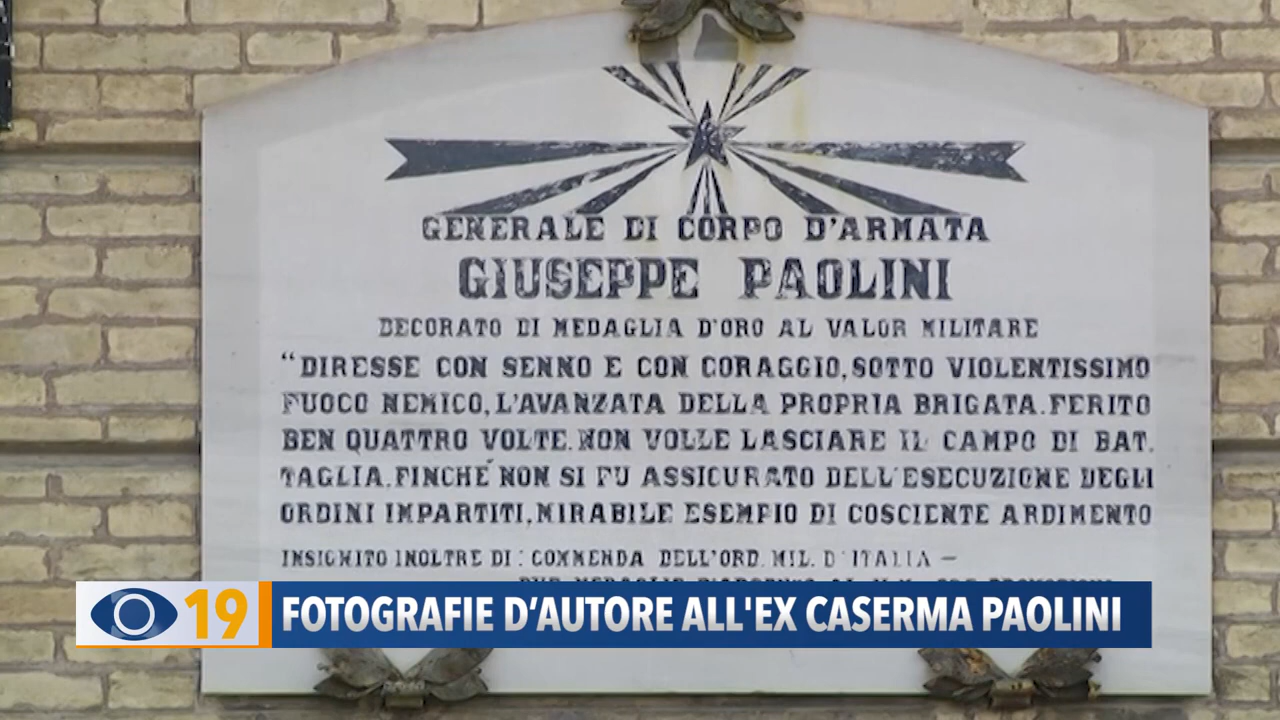 GENERALE DI CORPO D'ARMATA
GIUSEPPE PAOLINI
DECORATO DI MEDAGLIA D'ORO AL VALOR MILITARE
"DIRESSE CON SENNO E CON CORAGGIO, SOTTO VIOLENTISSIMO
FUOCO NEMICO, L'AVANZATA DELLA PROPRIA BRIGATA. FERITO
BEN QUATTRO VOLTE. NON VOLLE LASCIARE IL CAMPO DI BAT.
TAGLIA, FINCHÉ NON SI FU ASSICURATO DELL'ESECUZIONE DEGLI
ORDINI IMPARTITI, MIRABILE ESEMPIO DI COSCIENTE ARDIMENTO
INSIGNITO INOLTRE DI: COMMENDA DELL'ORD. MIL. D'ITALIA –
19 FOTOGRAFIE D’AUTORE ALL'EX CASERMA PAOLINI